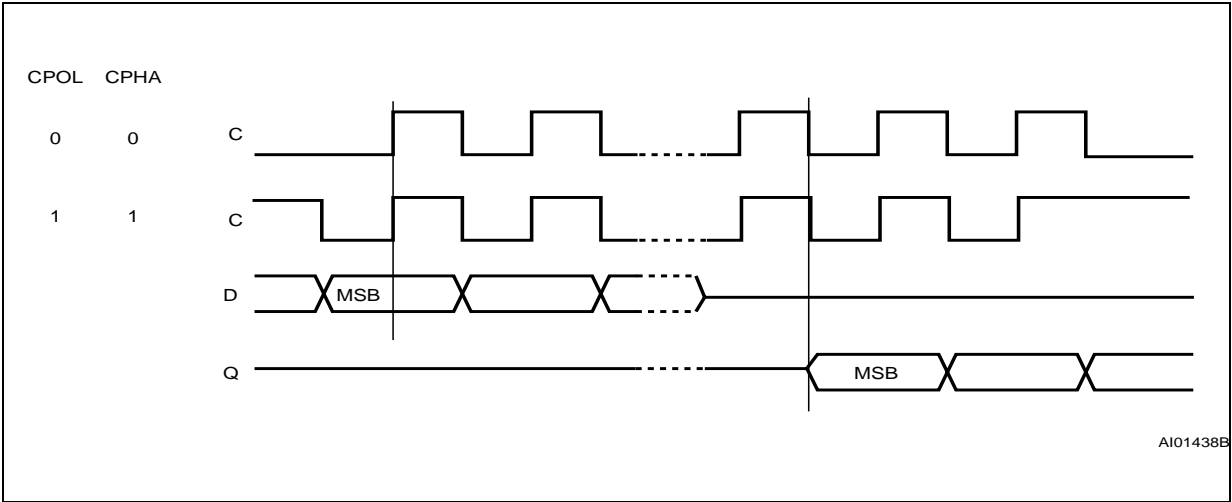 CPOL CPHA
0 0 C
1 1 C
D MSB
Q MSB
AI01438B